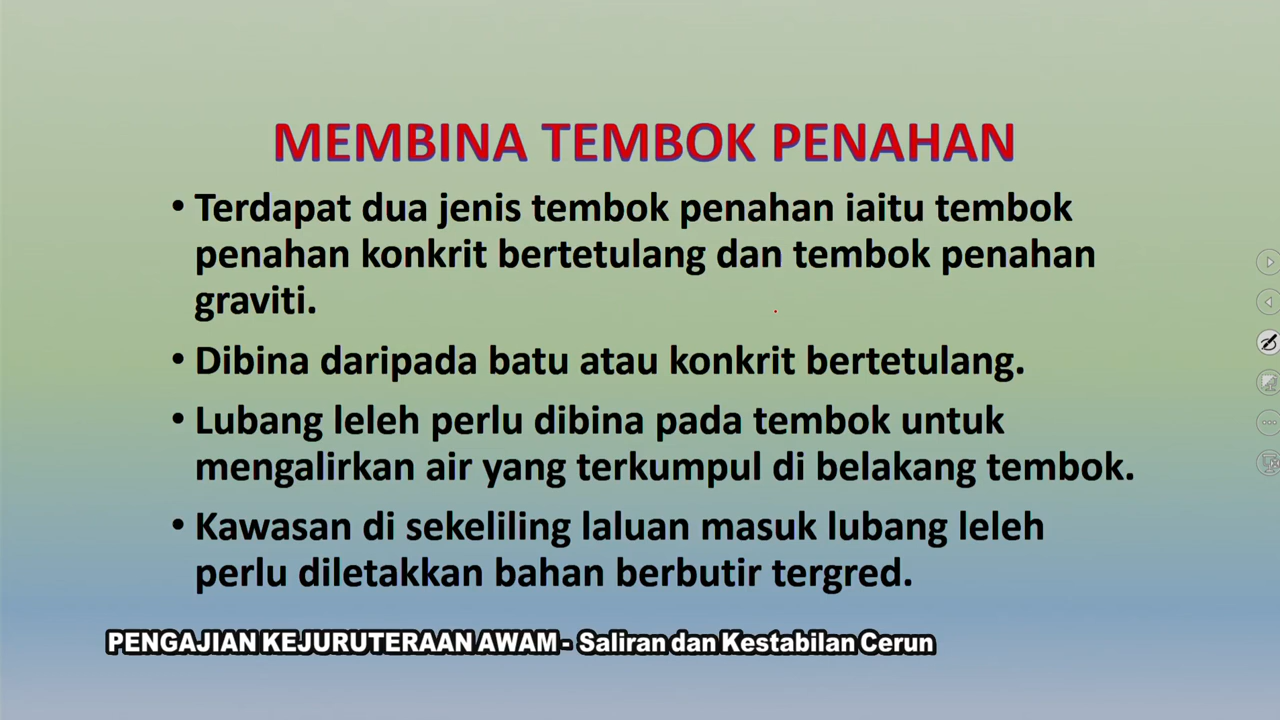 MEMBINA TEMBOK PENAHAN
• Terdapat dua jenis tembok penahan iaitu tembok
penahan konkrit bertetulang dan tembok penahan
graviti.
• Dibina daripada batu atau konkrit bertetulang.
• Lubang leleh perlu dibina pada tembok untuk
mengalirkan air yang terkumpul di belakang tembok.
• Kawasan di sekeliling laluan masuk lubang leleh
perlu diletakkan bahan berbutir tergred.
PENGAJIAN KEJURUTERAAN AWAM - Saliran dan Kestabilan Cerun